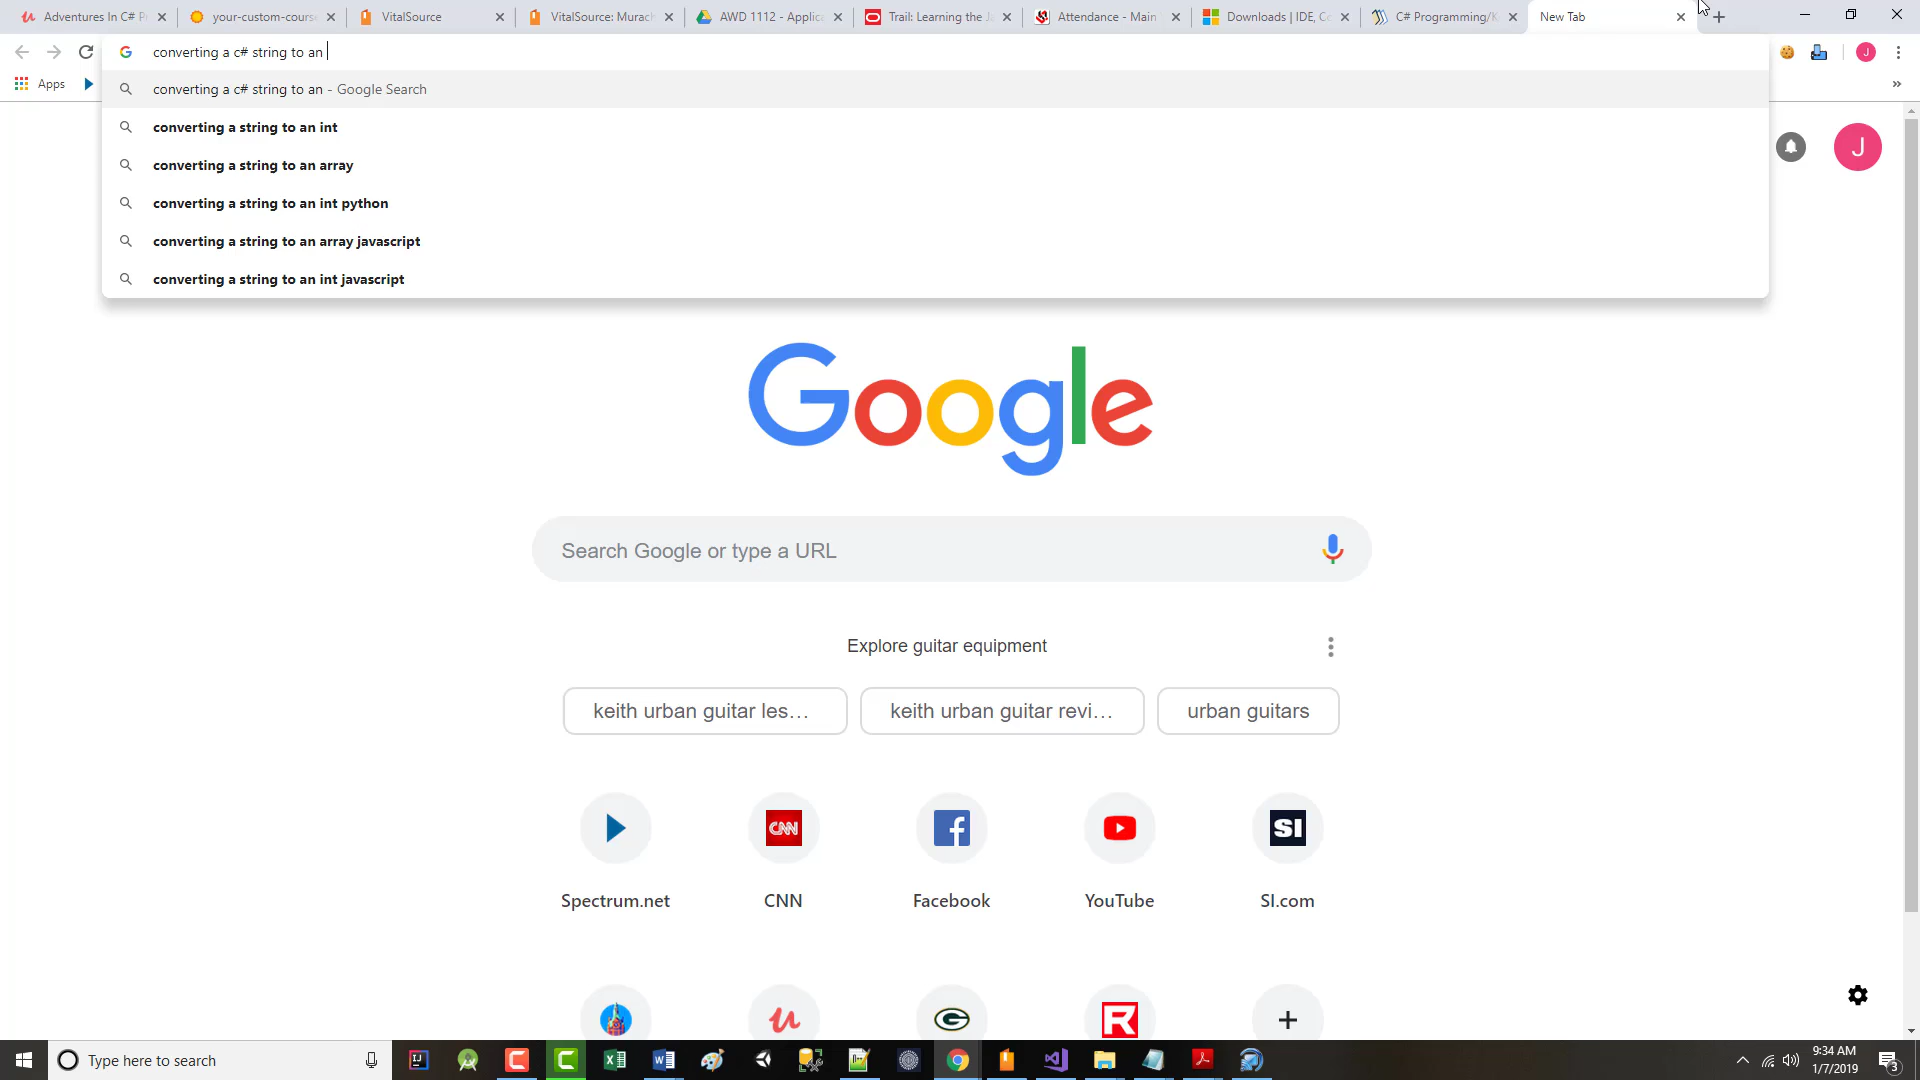 Adventures In C# P
your-custom-cours
VitalSource
VitalSource: Murach
AWD 1112 - Applica
Trail: Learning the Ja
Attendance - Main
Downloads | IDE, Co
C# Programming/K
New Tab
converting a c# string to an
Apps
»
converting a c# string to an - Google Search
converting a string to an int
converting a string to an array
converting a string to an int python
converting a string to an array javascript
converting a string to an int javascript
J
J
Google
Search Google or type a URL
Explore guitar equipment
keith urban guitar les...
keith urban guitar revi...
urban guitars
CNN
SI
Spectrum.net
CNN
Facebook
YouTube
SI.com
Type here to search
9:34 AM
1/7/2019
3